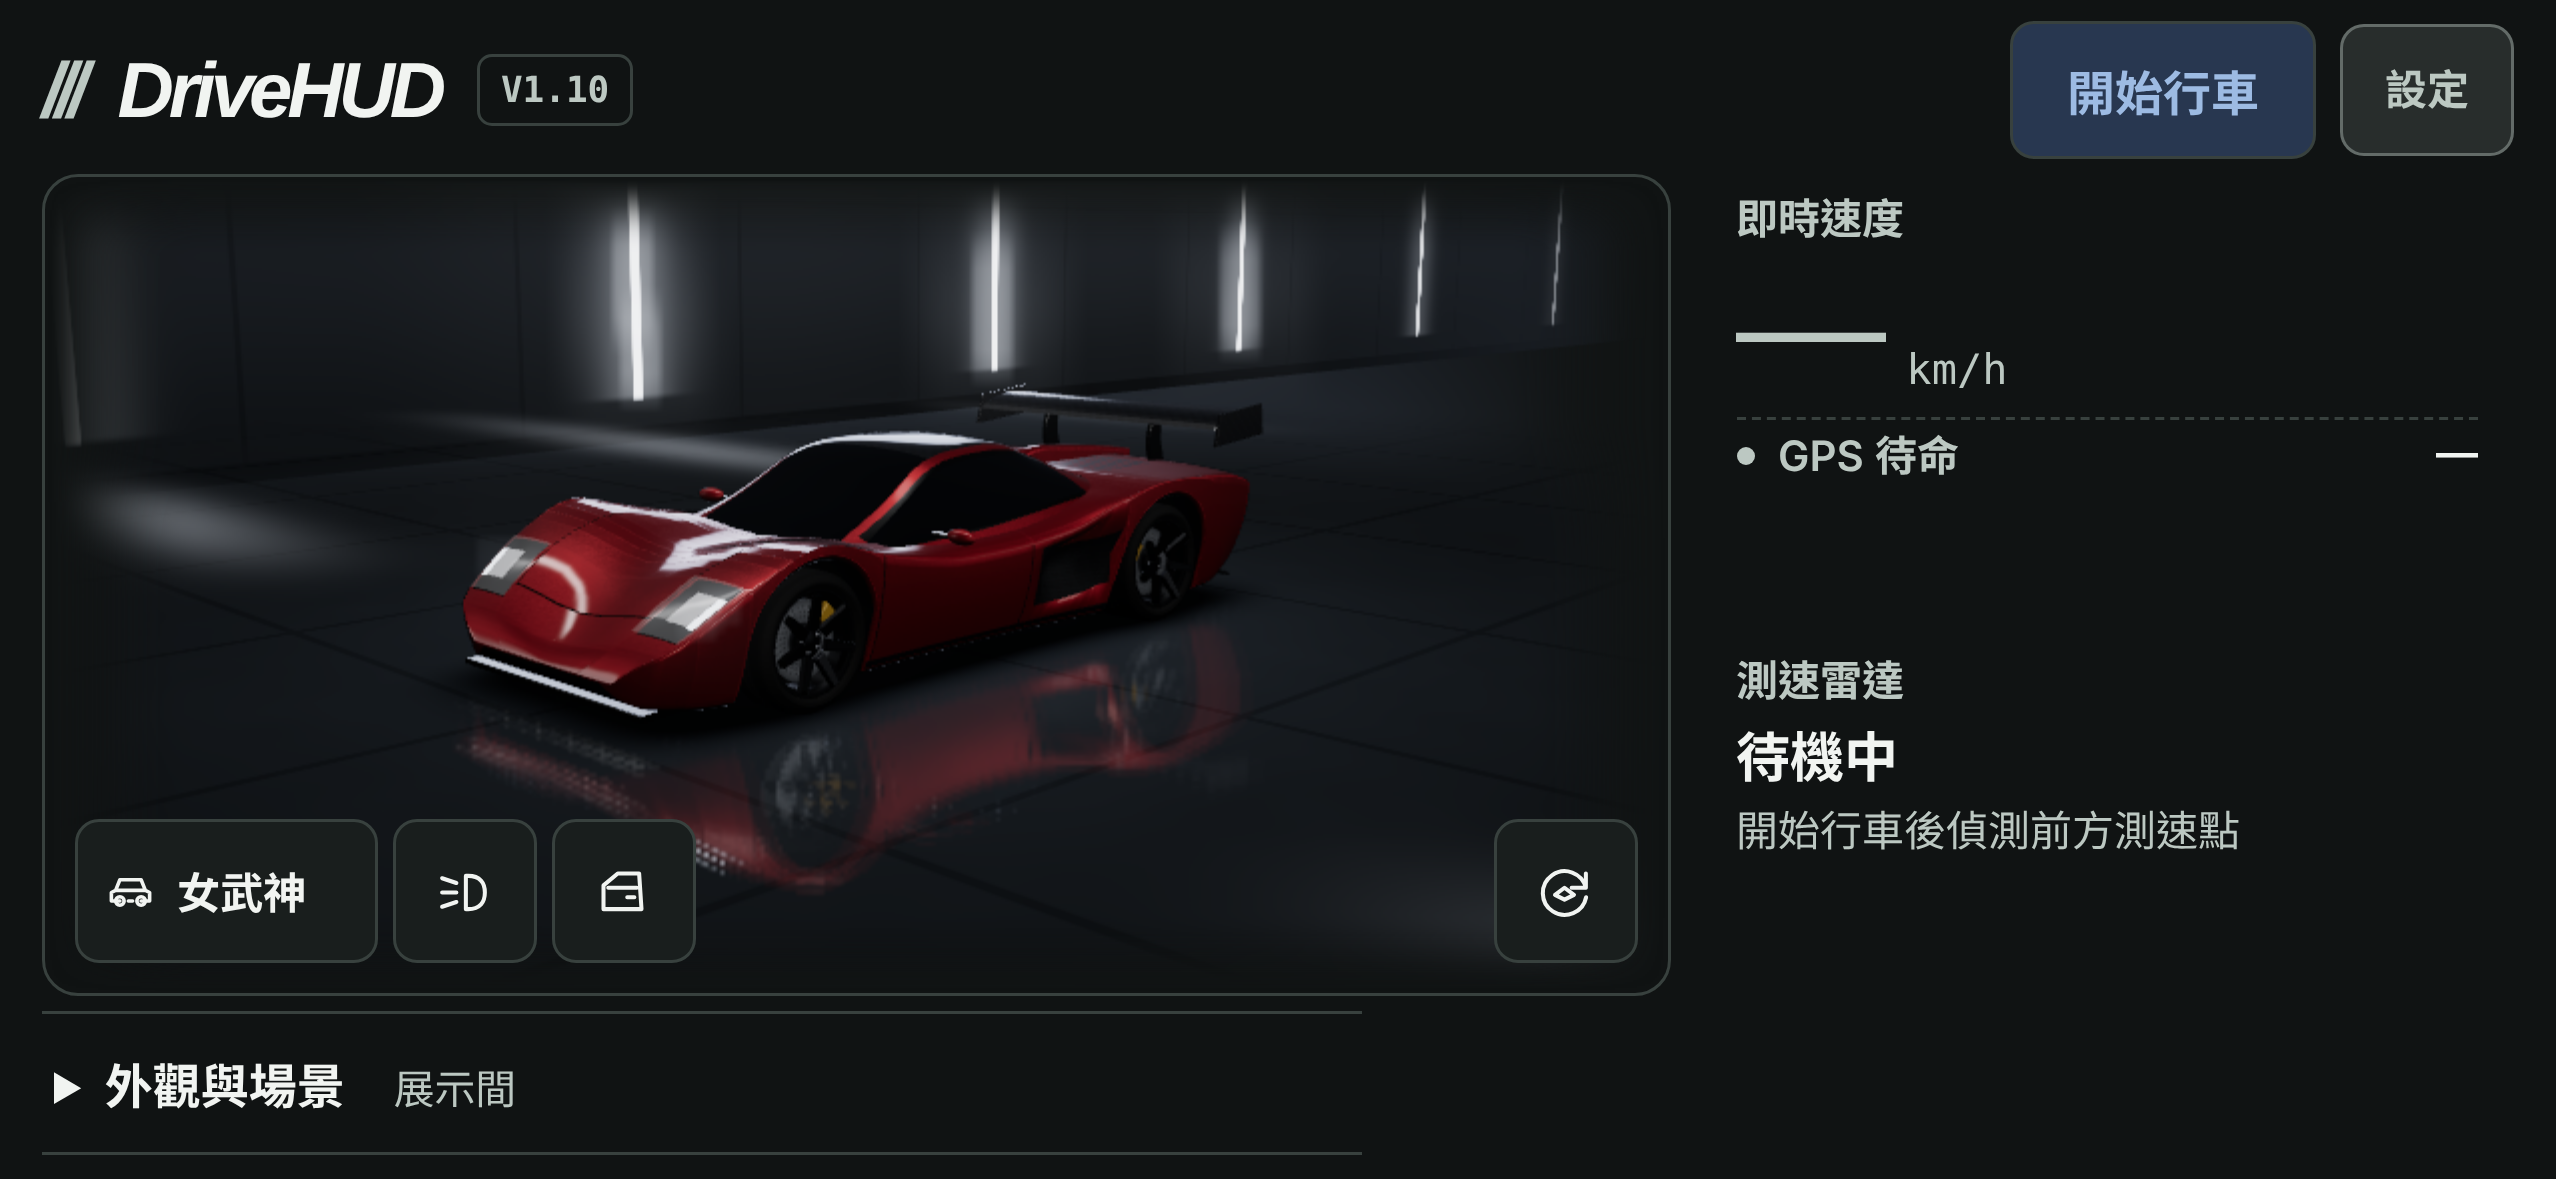 DriveHUD V1.10 開始行車 設定
即時速度
— km/h
GPS 待命 —
測速雷達
待機中
開始行車後偵測前方測速點
女武神
外觀與場景 展示間